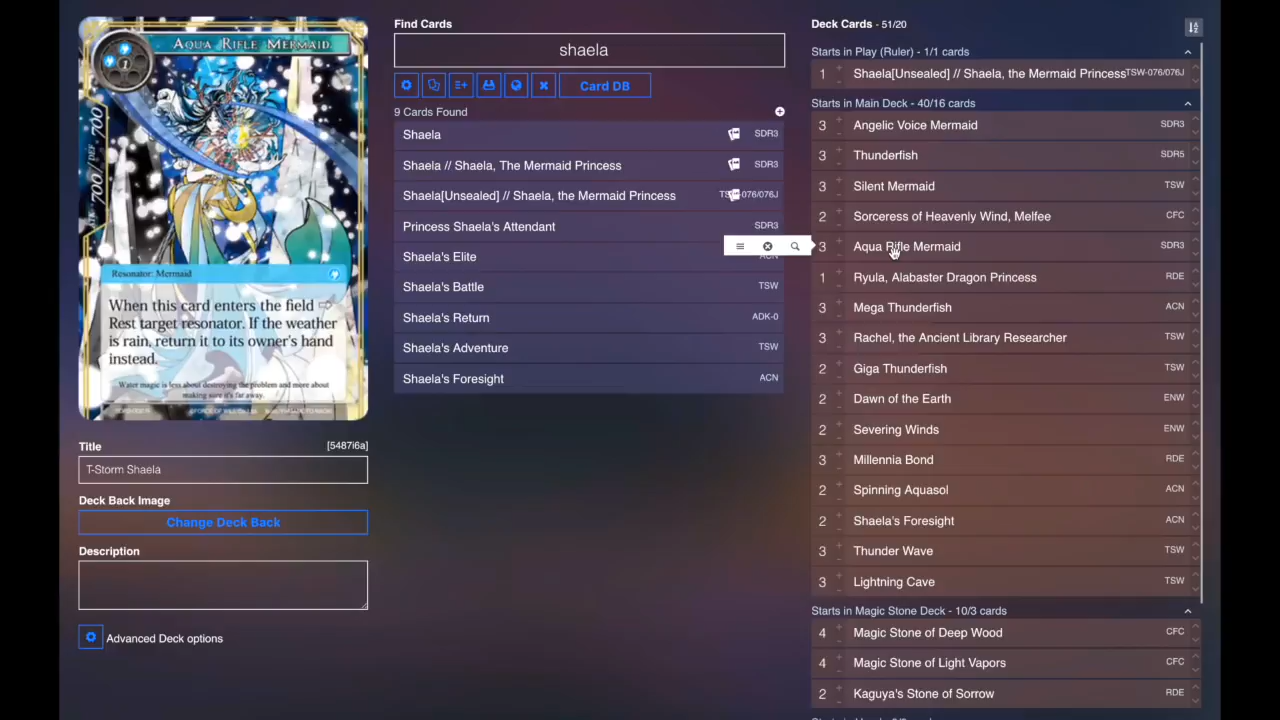 AQUA RIFLE MERMAID
1
ATK 700/DEF 700
Resonator: Mermaid
When this card enters the field ⇨
Rest target resonator. If the weather
is rain, return it to its owner's hand
instead.
Water magic is less about destroying the problem and more about
making sure it's far away.
Title
[5487i6a]
T-Storm Shaela
Deck Back Image
Change Deck Back
Description
Advanced Deck options
Find Cards
shaela
Card DB
9 Cards Found
Shaela SDR3
Shaela // Shaela, The Mermaid Princess SDR3
Shaela[Unsealed] // Shaela, the Mermaid Princess TSW-076/076J
Princess Shaela's Attendant SDR3
Shaela's Elite ACN
Shaela's Battle TSW
Shaela's Return ADK-0
Shaela's Adventure TSW
Shaela's Foresight ACN
Deck Cards - 51/20
Starts in Play (Ruler) - 1/1 cards
1 Shaela[Unsealed] // Shaela, the Mermaid Princess TSW-076/076J
Starts in Main Deck - 40/16 cards
3 Angelic Voice Mermaid SDR3
3 Thunderfish SDR5
3 Silent Mermaid TSW
2 Sorceress of Heavenly Wind, Melfee CFC
3 Aqua Rifle Mermaid SDR3
1 Ryula, Alabaster Dragon Princess RDE
3 Mega Thunderfish ACN
3 Rachel, the Ancient Library Researcher TSW
2 Giga Thunderfish TSW
2 Dawn of the Earth ENW
2 Severing Winds ENW
3 Millennia Bond RDE
2 Spinning Aquasol ACN
2 Shaela's Foresight ACN
3 Thunder Wave TSW
3 Lightning Cave TSW
Starts in Magic Stone Deck - 10/3 cards
4 Magic Stone of Deep Wood CFC
4 Magic Stone of Light Vapors CFC
2 Kaguya's Stone of Sorrow RDE